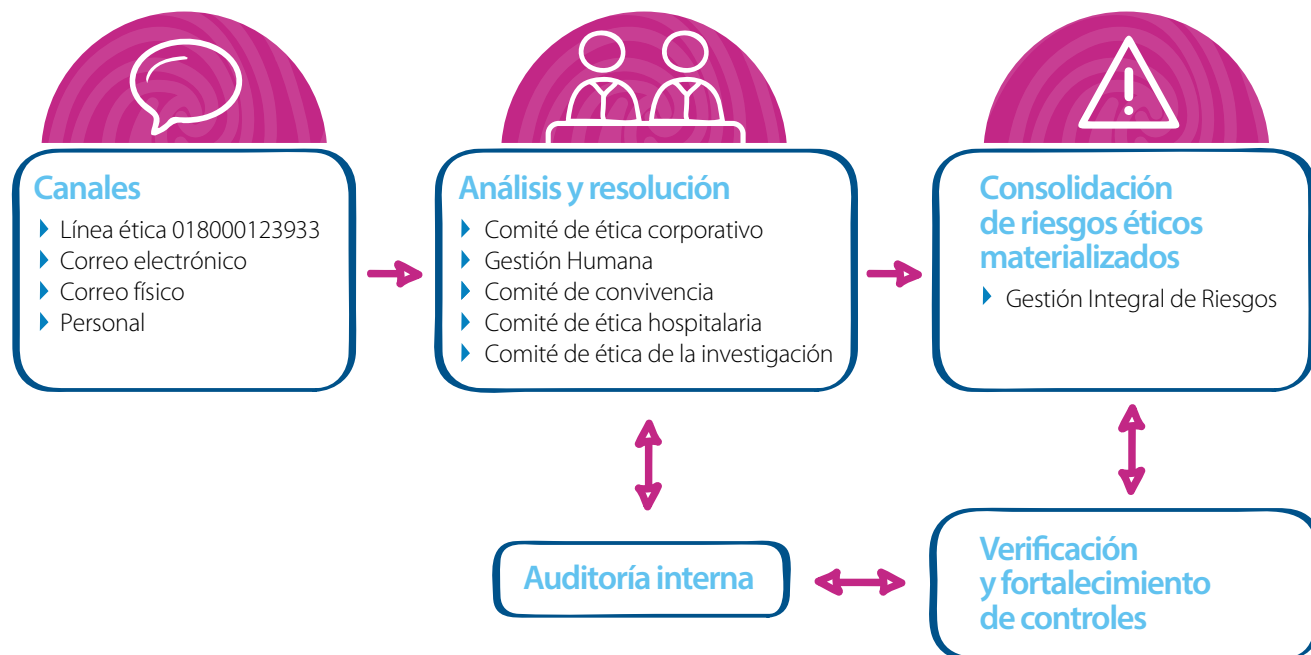 Canales
Línea ética 018000123933
Correo electrónico
Correo físico
Personal
Análisis y resolución
Comité de ética corporativo
Gestión Humana
Comité de convivencia
Comité de ética hospitalaria
Comité de ética de la investigación
Consolidación
de riesgos éticos
materializados
Gestión Integral de Riesgos
Auditoría interna
Verificación
y fortalecimiento
de controles